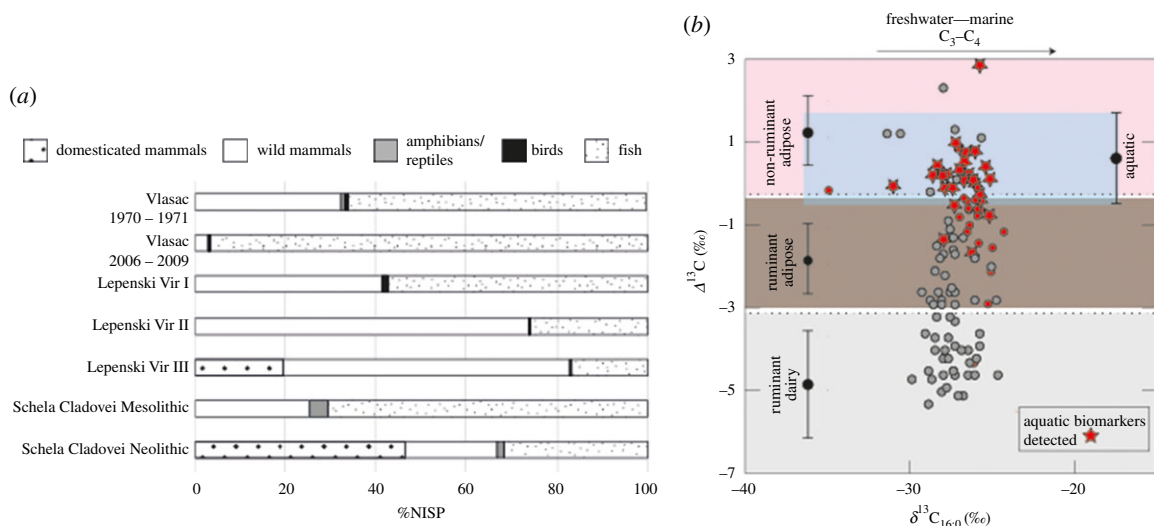 (a)
domesticated mammals
wild mammals
amphibians/
reptiles
birds
fish
Vlasac
1970 – 1971
Vlasac
2006 – 2009
Lepenski Vir I
Lepenski Vir II
Lepenski Vir III
Schela Cladovei Mesolithic
Schela Cladovei Neolithic
0 20 40 60 80 100
%NISP
(b)
freshwater—marine
C₃–C₄
3
1
–1
–3
–5
–7
Δ¹³C (‰)
non-ruminant
adipose
aquatic
ruminant
adipose
ruminant
dairy
aquatic biomarkers
detected
–40 –30 –20
δ¹³C₁₆:₀ (‰)